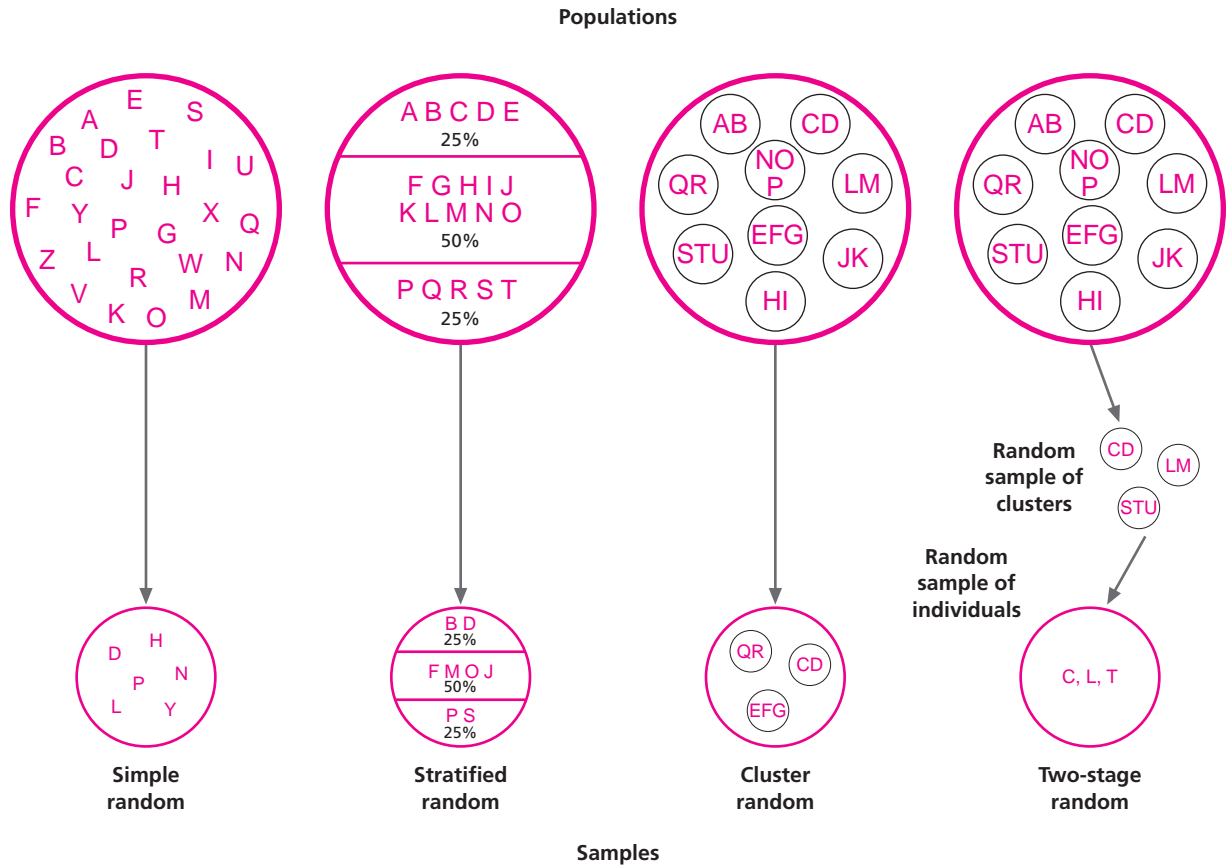 Populations
E
S
A
B
D
T
I
U
C
J
H
F
Y
X
P
G
Q
L
Z
R
W
N
V
K
O
M
A B C D E
25%
F G H I J
K L M N O
50%
P Q R S T
25%
AB
CD
NO
P
QR
LM
EFG
STU
JK
HI
AB
CD
NO
P
QR
LM
EFG
STU
JK
HI
Random
sample of
clusters
CD
LM
STU
Random
sample of
individuals
D
H
P
N
L
Y
B D
25%
F M O J
50%
P S
25%
QR
CD
EFG
C, L, T
Simple
random
Stratified
random
Cluster
random
Two-stage
random
Samples